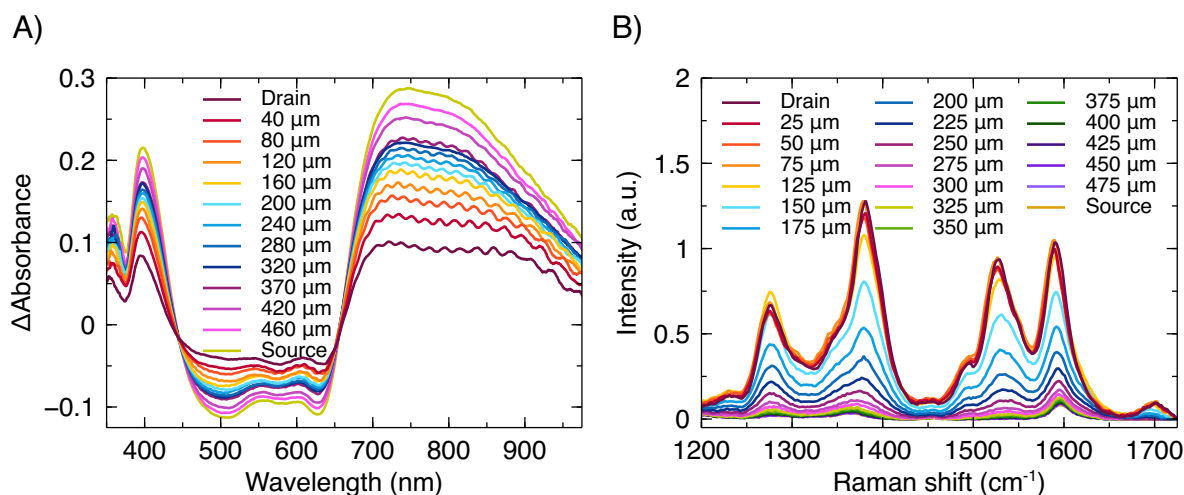 A)
B)
0.3
0.2
0.1
0
−0.1
ΔAbsorbance
Drain
40 µm
80 µm
120 µm
160 µm
200 µm
240 µm
280 µm
320 µm
370 µm
420 µm
460 µm
Source
400 500 600 700 800 900
Wavelength (nm)
2
1.5
1
0.5
0
Intensity (a.u.)
Drain
25 µm
50 µm
75 µm
125 µm
150 µm
175 µm
200 µm
225 µm
250 µm
275 µm
300 µm
325 µm
350 µm
375 µm
400 µm
425 µm
450 µm
475 µm
Source
1200 1300 1400 1500 1600 1700
Raman shift (cm⁻¹)